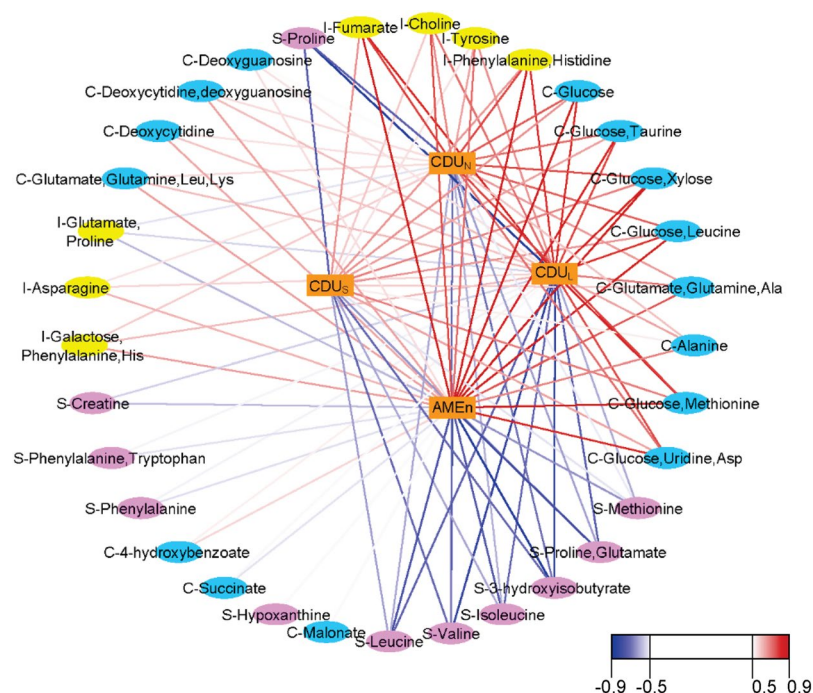 I-Choline
I-Fumarate
S-Proline
I-Tyrosine
C-Deoxyguanosine
I-Phenylalanine,Histidine
C-Deoxycytidine,deoxyguanosine
C-Glucose
C-Deoxycytidine
C-Glucose,Taurine
CDUN
C-Glutamate,Glutamine,Leu,Lys
C-Glucose,Xylose
I-Glutamate,
Proline
C-Glucose,Leucine
CDUL
CDUS
I-Asparagine
C-Glutamate,Glutamine,Ala
I-Galactose,
Phenylalanine,His
C-Alanine
S-Creatine
AMEn
C-Glucose,Methionine
S-Phenylalanine,Tryptophan
C-Glucose,Uridine,Asp
S-Phenylalanine
S-Methionine
C-4-hydroxybenzoate
S-Proline,Glutamate
C-Succinate
S-3-hydroxyisobutyrate
S-Hypoxanthine
S-Isoleucine
C-Malonate
S-Leucine
S-Valine
-0.9 -0.5 0.5 0.9